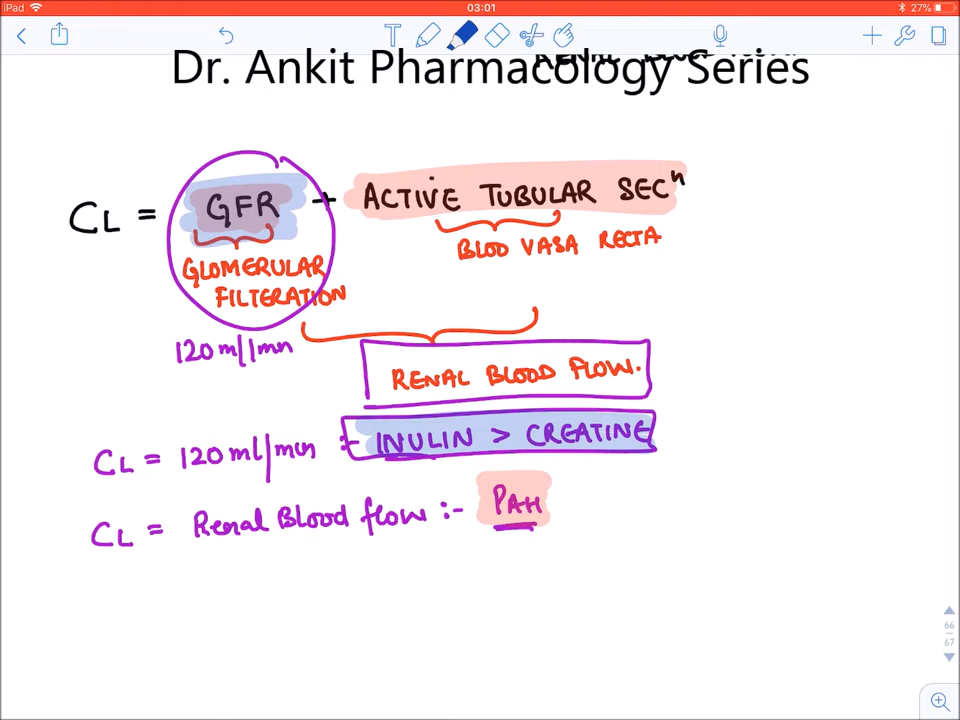 iPad 03:01 27%
Dr. Ankit Pharmacology Series
CL = GFR + ACTIVE TUBULAR SECⁿ
GLOMERULAR
FILTERATION
BLOD VASA RECTA
120 ml/1mn
RENAL BLOOD FLOW.
CL = 120 ml/mn :- INULIN > CREATINE
CL = Renal Blood flow :- PAH
66
67